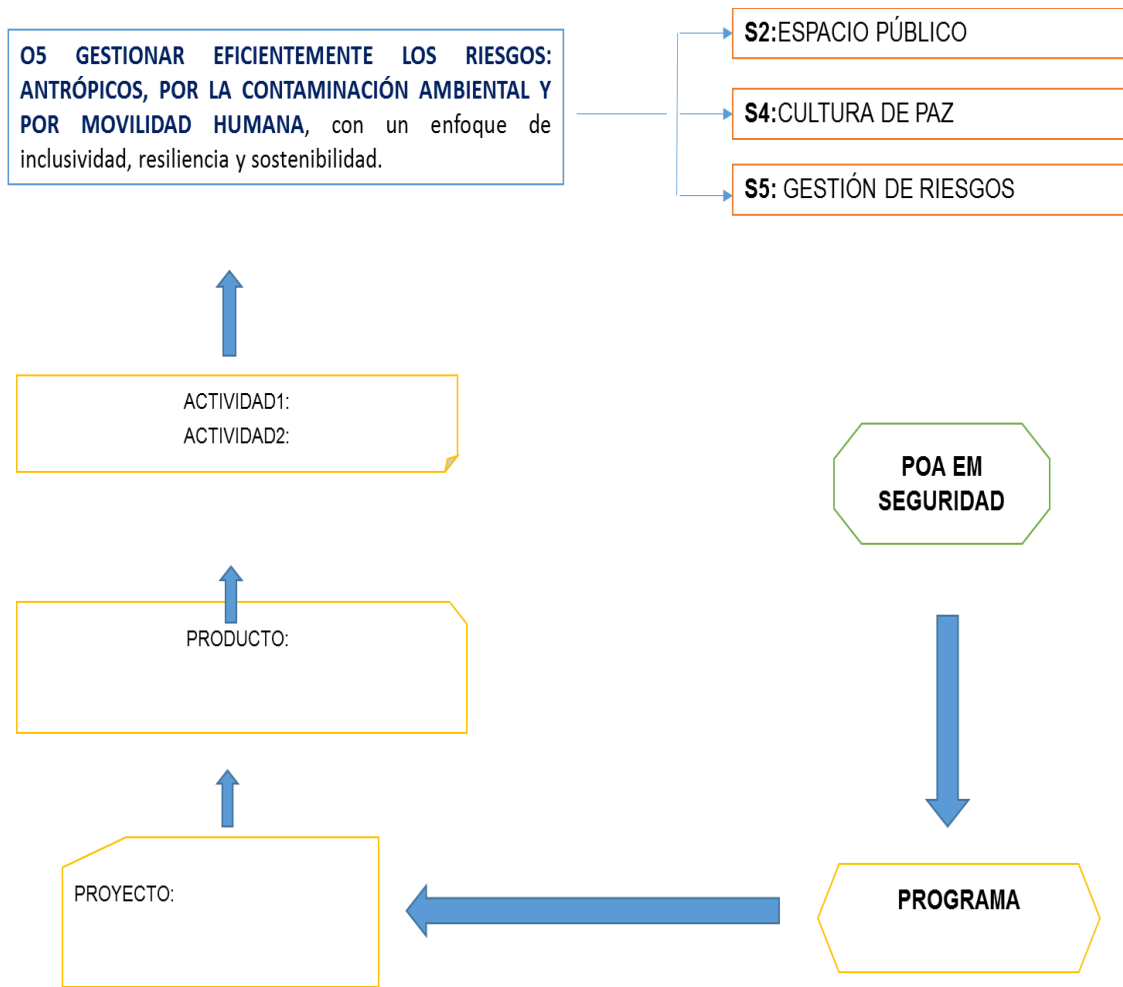 O5 GESTIONAR EFICIENTEMENTE LOS RIESGOS:
ANTRÓPICOS, POR LA CONTAMINACIÓN AMBIENTAL Y
POR MOVILIDAD HUMANA, con un enfoque de
inclusividad, resiliencia y sostenibilidad.
S2:ESPACIO PÚBLICO
S4:CULTURA DE PAZ
S5: GESTIÓN DE RIESGOS
ACTIVIDAD1:
ACTIVIDAD2:
POA EM
SEGURIDAD
PRODUCTO:
PROYECTO:
PROGRAMA